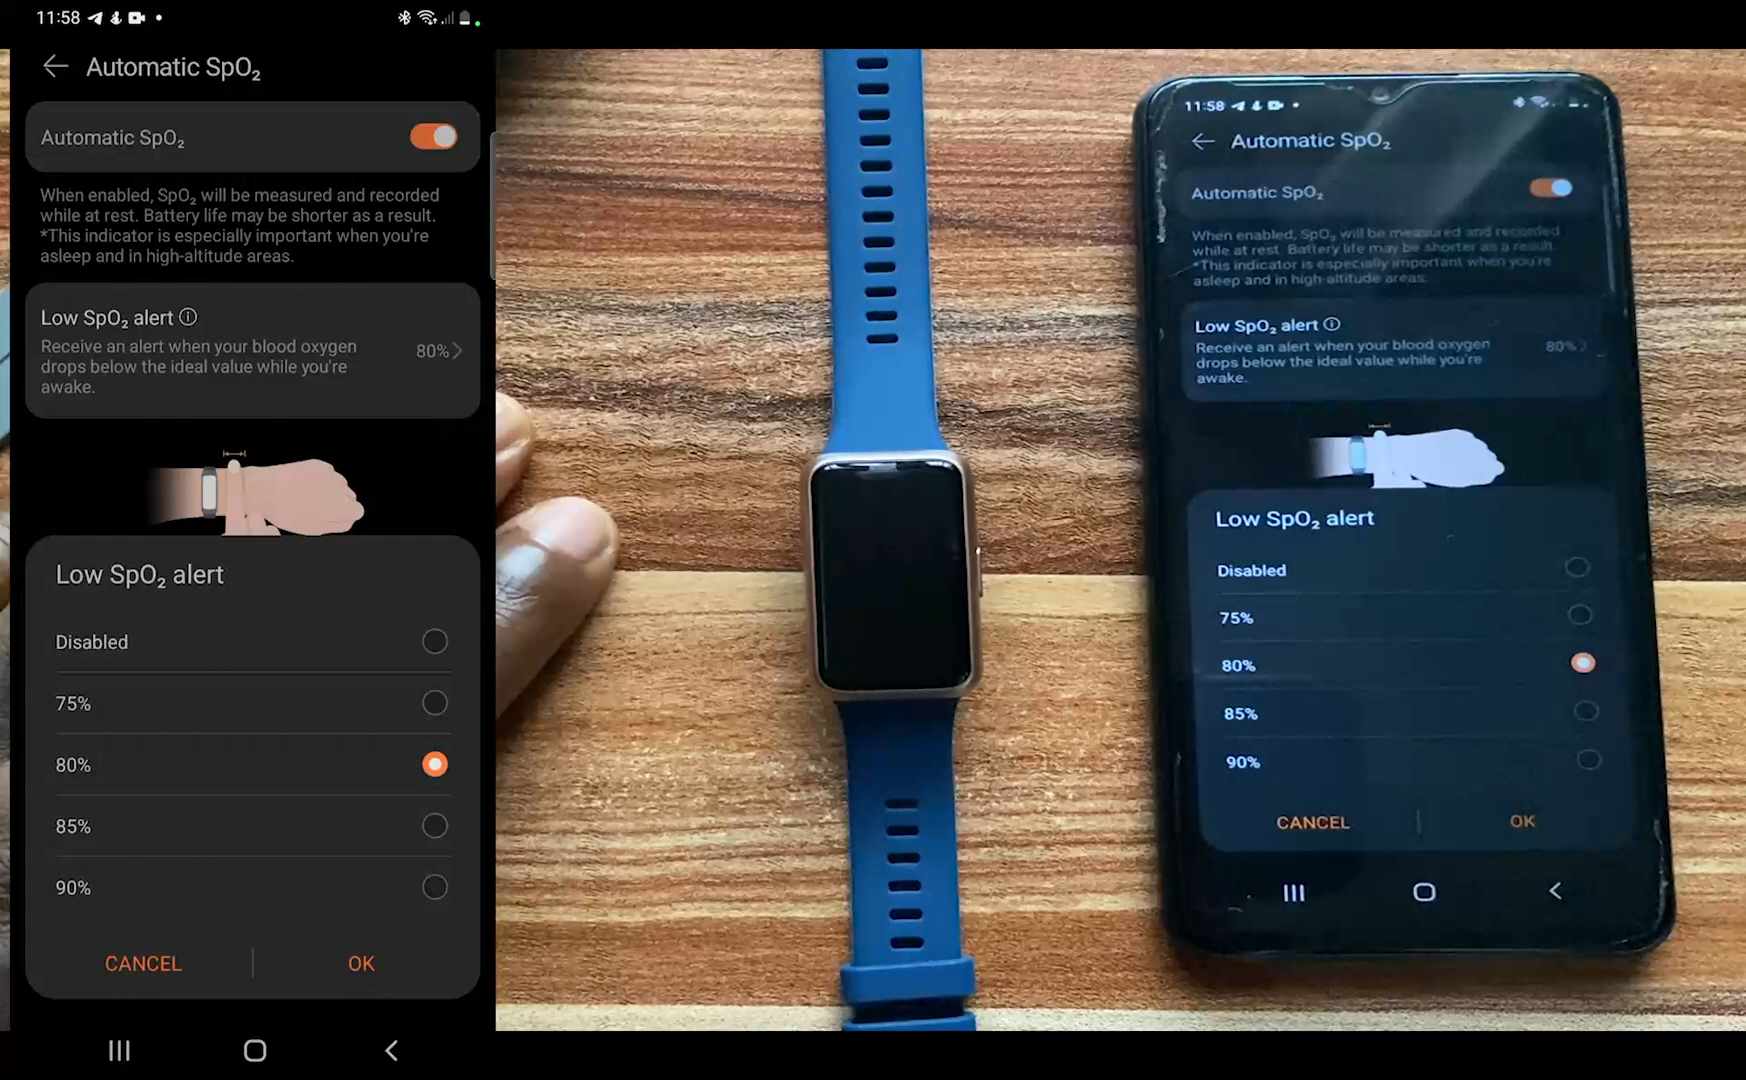 11:58
Automatic SpO₂
Automatic SpO₂
When enabled, SpO₂ will be measured and recorded
while at rest. Battery life may be shorter as a result.
*This indicator is especially important when you're
asleep and in high-altitude areas.
Low SpO₂ alert
Receive an alert when your blood oxygen
drops below the ideal value while you're
awake.
80%
Low SpO₂ alert
Disabled
75%
80%
85%
90%
CANCEL
OK
11:58
Automatic SpO₂
Automatic SpO₂
When enabled, SpO₂ will be measured and recorded
while at rest. Battery life may be shorter as a result.
*This indicator is especially important when you're
asleep and in high-altitude areas.
Low SpO₂ alert
Receive an alert when your blood oxygen
drops below the ideal value while you're
awake.
80%
Low SpO₂ alert
Disabled
75%
80%
85%
90%
CANCEL
OK